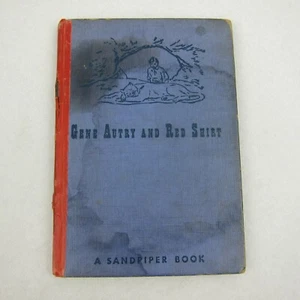 GENE AUTRY AND RED SHIRT
A SANDPIPER BOOK